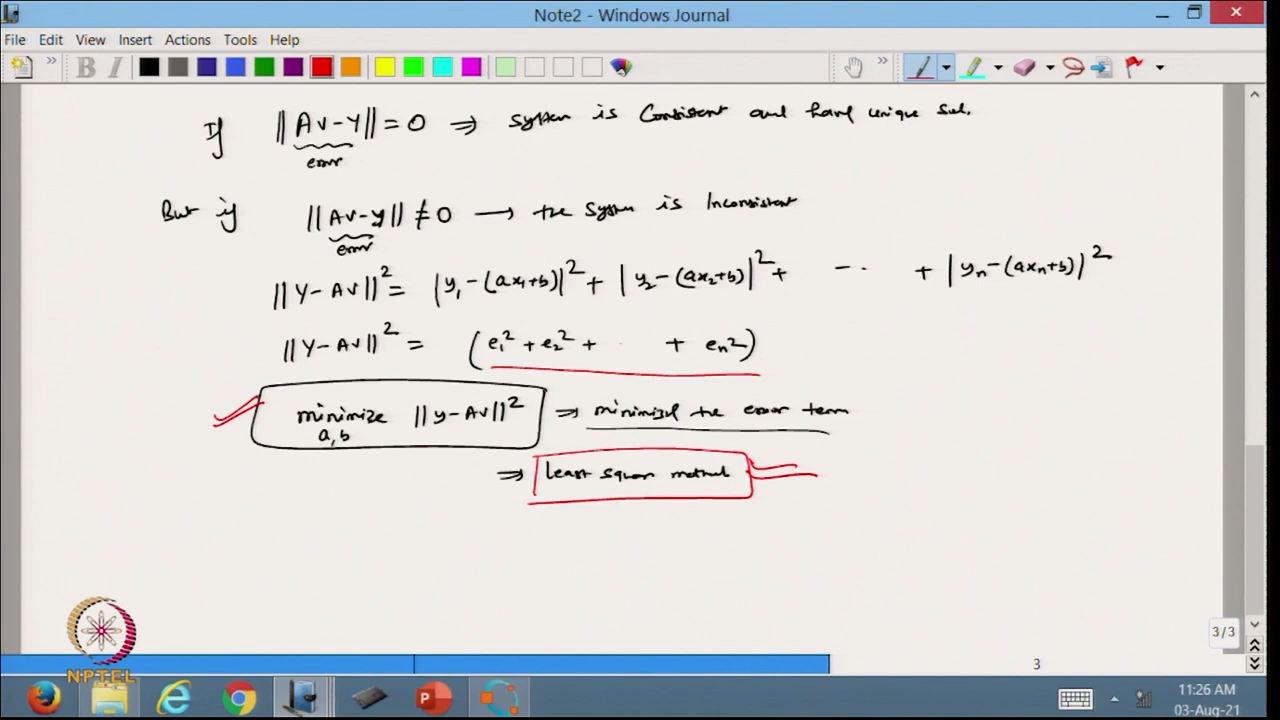 Note2 - Windows Journal
File Edit View Insert Actions Tools Help
If ||AV-Y|| = 0 ⇒ System is Consistent and have unique sol.
error
But if ||AV-y|| ≠ 0 → the System is Inconsistent
error
||Y-AV||² = |y₁-(ax₁+b)|² + |y₂-(ax₂+b)|² + -.. + |yₙ-(axₙ+b)|²
||Y-AV||² = (e₁² + e₂² + . + eₙ²)
minimize ||y-AV||² ⇒ minimized the error term
a,b
⇒ least square method
3/3
3
NPTEL
11:26 AM
03-Aug-21